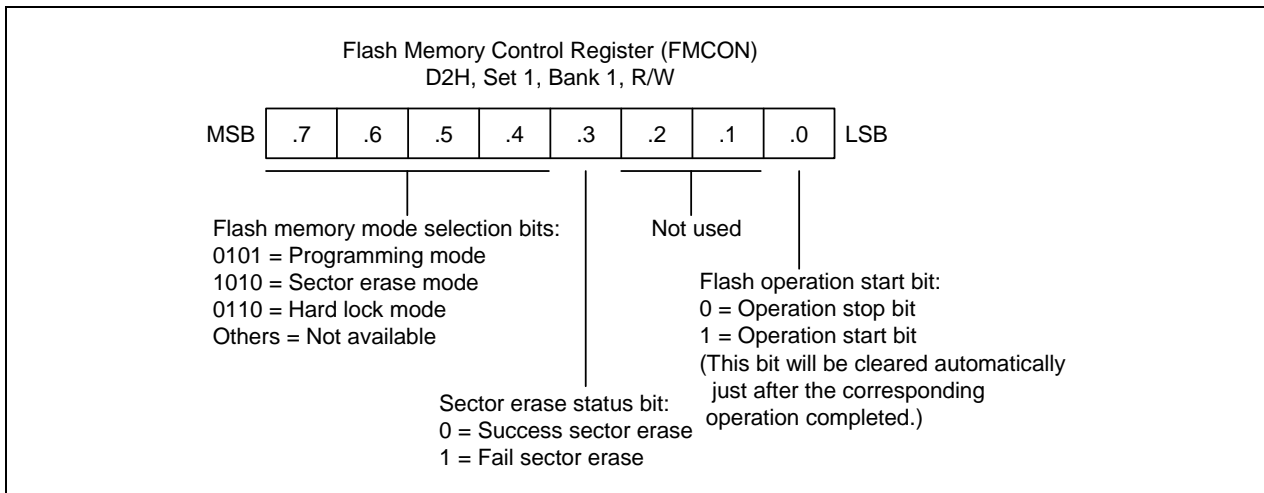 Flash Memory Control Register (FMCON)
D2H, Set 1, Bank 1, R/W
MSB .7 .6 .5 .4 .3 .2 .1 .0 LSB
Flash memory mode selection bits:
0101 = Programming mode
1010 = Sector erase mode
0110 = Hard lock mode
Others = Not available
Not used
Flash operation start bit:
0 = Operation stop bit
1 = Operation start bit
(This bit will be cleared automatically
just after the corresponding
operation completed.)
Sector erase status bit:
0 = Success sector erase
1 = Fail sector erase